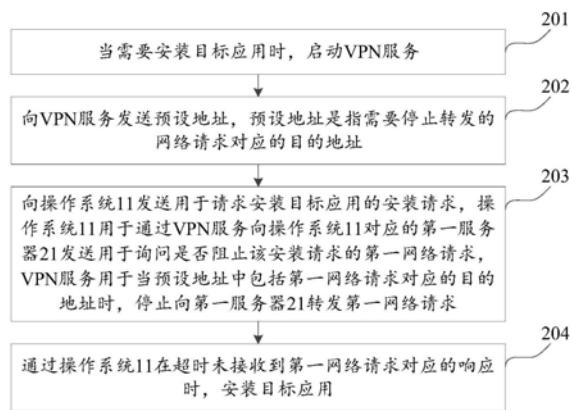 201
当需要安装目标应用时，启动VPN服务
202
向VPN服务发送预设地址，预设地址是指需要停止转发的
网络请求对应的目的地址
203
向操作系统11发送用于请求安装目标应用的安装请求，操
作系统11用于通过VPN服务向操作系统11对应的第一服务
器21发送用于询问是否阻止该安装请求的第一网络请求，
VPN服务用于当预设地址中包括第一网络请求对应的目的
地址时，停止向第一服务器21转发第一网络请求
204
通过操作系统11在超时未接收到第一网络请求对应的响应
时，安装目标应用